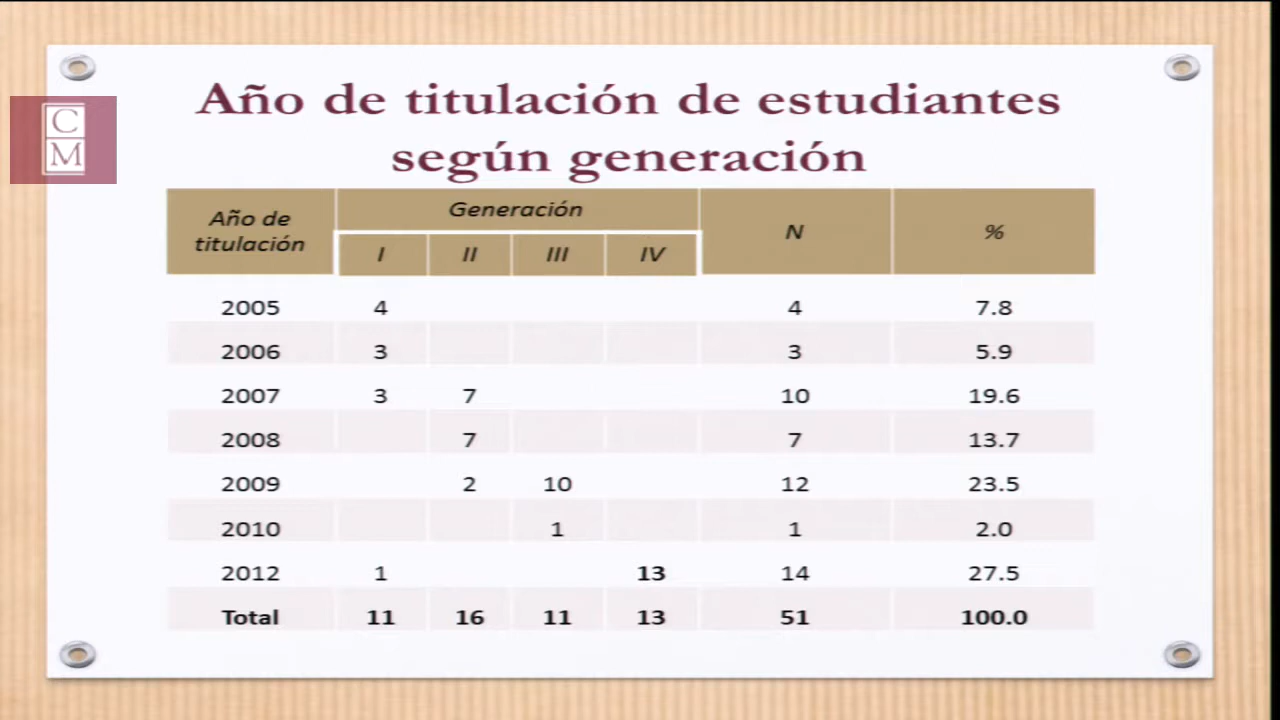 Año de titulación de estudiantes
según generación
C
M
Año de titulación Generación N %
I II III IV
2005 4 4 7.8
2006 3 3 5.9
2007 3 7 10 19.6
2008 7 7 13.7
2009 2 10 12 23.5
2010 1 1 2.0
2012 1 13 14 27.5
Total 11 16 11 13 51 100.0